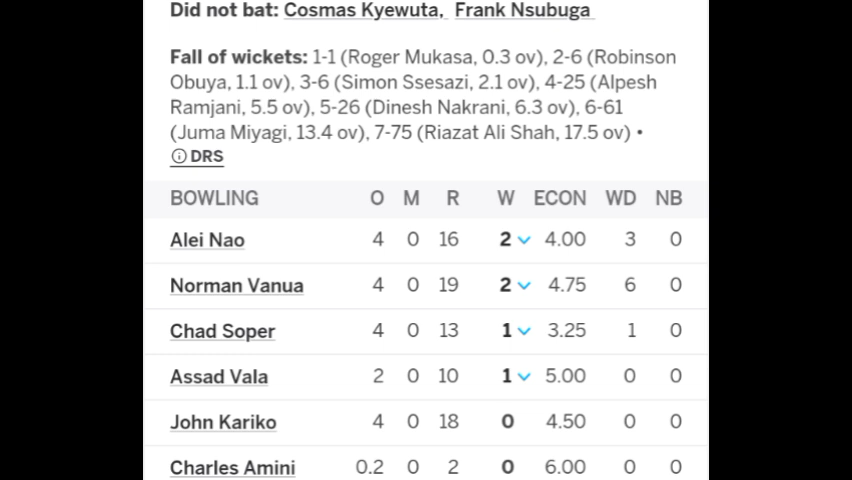 Did not bat: Cosmas Kyewuta, Frank Nsubuga
Fall of wickets: 1-1 (Roger Mukasa, 0.3 ov), 2-6 (Robinson
Obuya, 1.1 ov), 3-6 (Simon Ssesazi, 2.1 ov), 4-25 (Alpesh
Ramjani, 5.5 ov), 5-26 (Dinesh Nakrani, 6.3 ov), 6-61
(Juma Miyagi, 13.4 ov), 7-75 (Riazat Ali Shah, 17.5 ov) •
DRS
BOWLING O M R W ECON WD NB
Alei Nao 4 0 16 2 4.00 3 0
Norman Vanua 4 0 19 2 4.75 6 0
Chad Soper 4 0 13 1 3.25 1 0
Assad Vala 2 0 10 1 5.00 0 0
John Kariko 4 0 18 0 4.50 0 0
Charles Amini 0.2 0 2 0 6.00 0 0